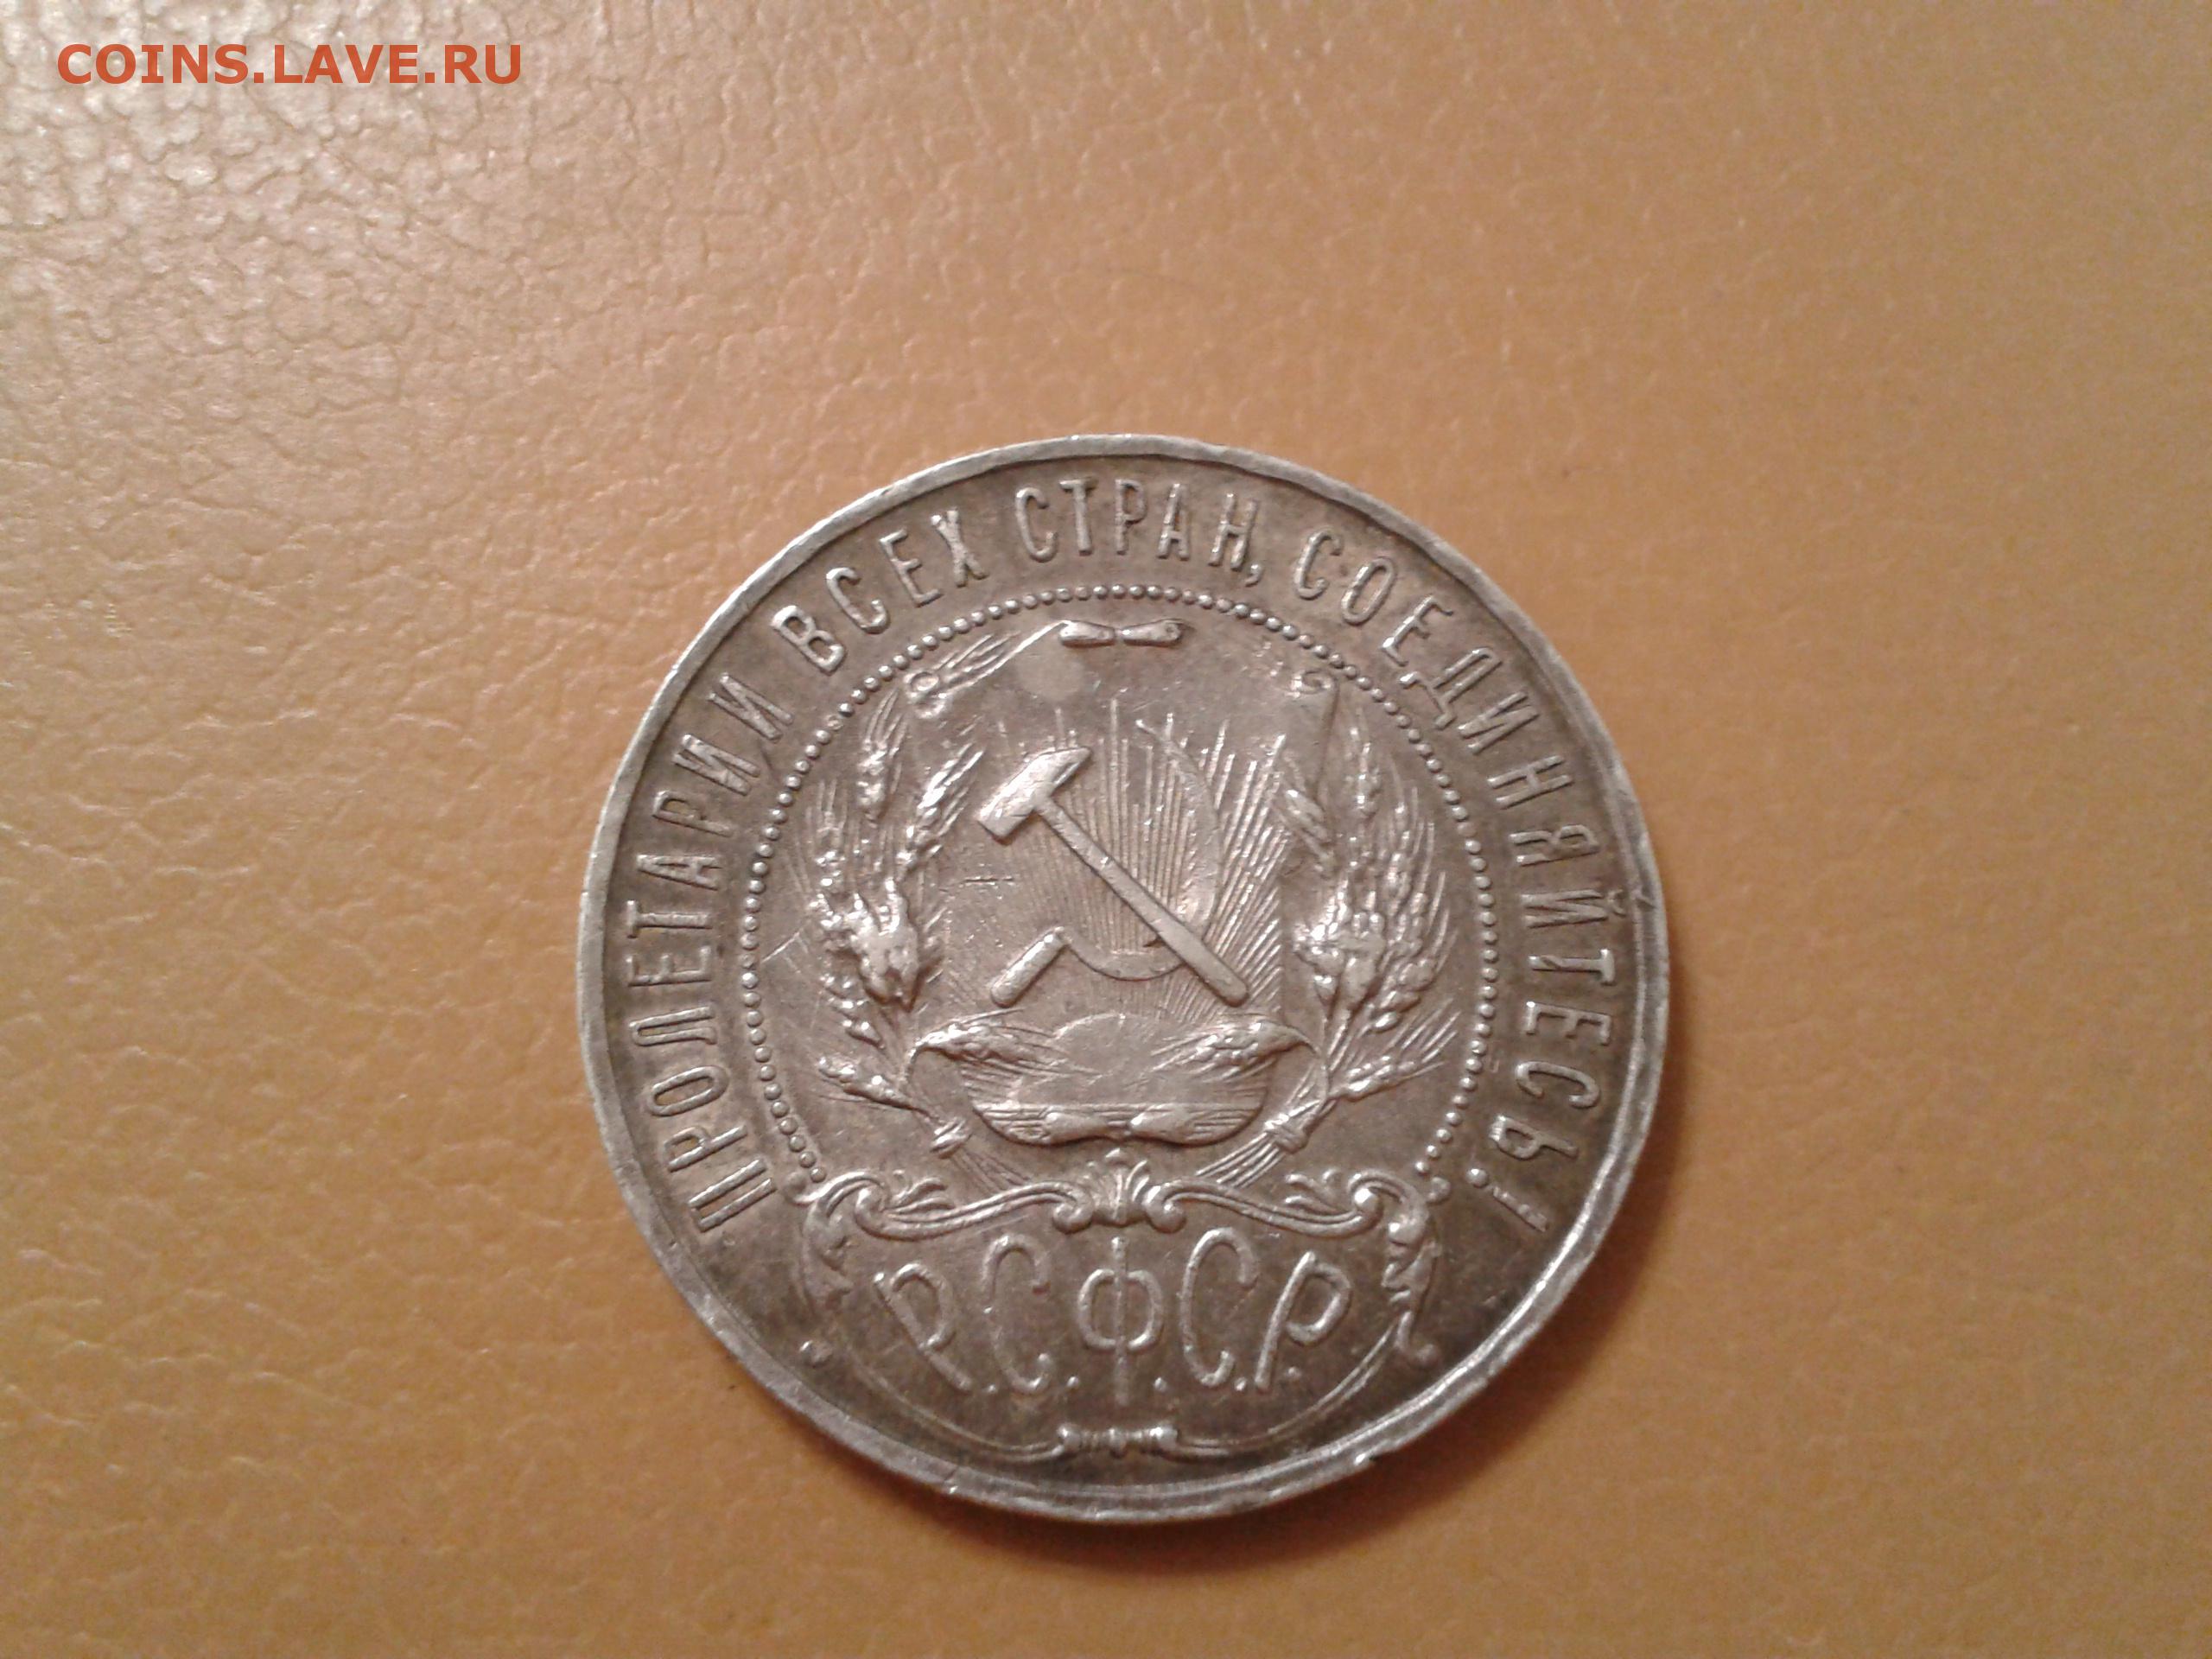 COINS.LAVE.RU
ПРОЛЕТАРИИ ВСЕХ СТРАН, СОЕДИНЯЙТЕСЬ!
Р.С.Ф.С.Р.